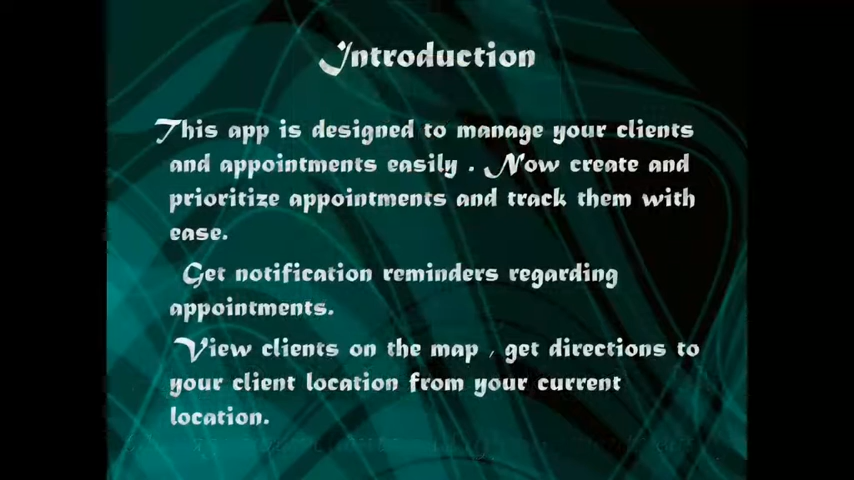 Introduction
This app is designed to manage your clients
and appointments easily . Now create and
prioritize appointments and track them with
ease.
Get notification reminders regarding
appointments.
View clients on the map , get directions to
your client location from your current
location.